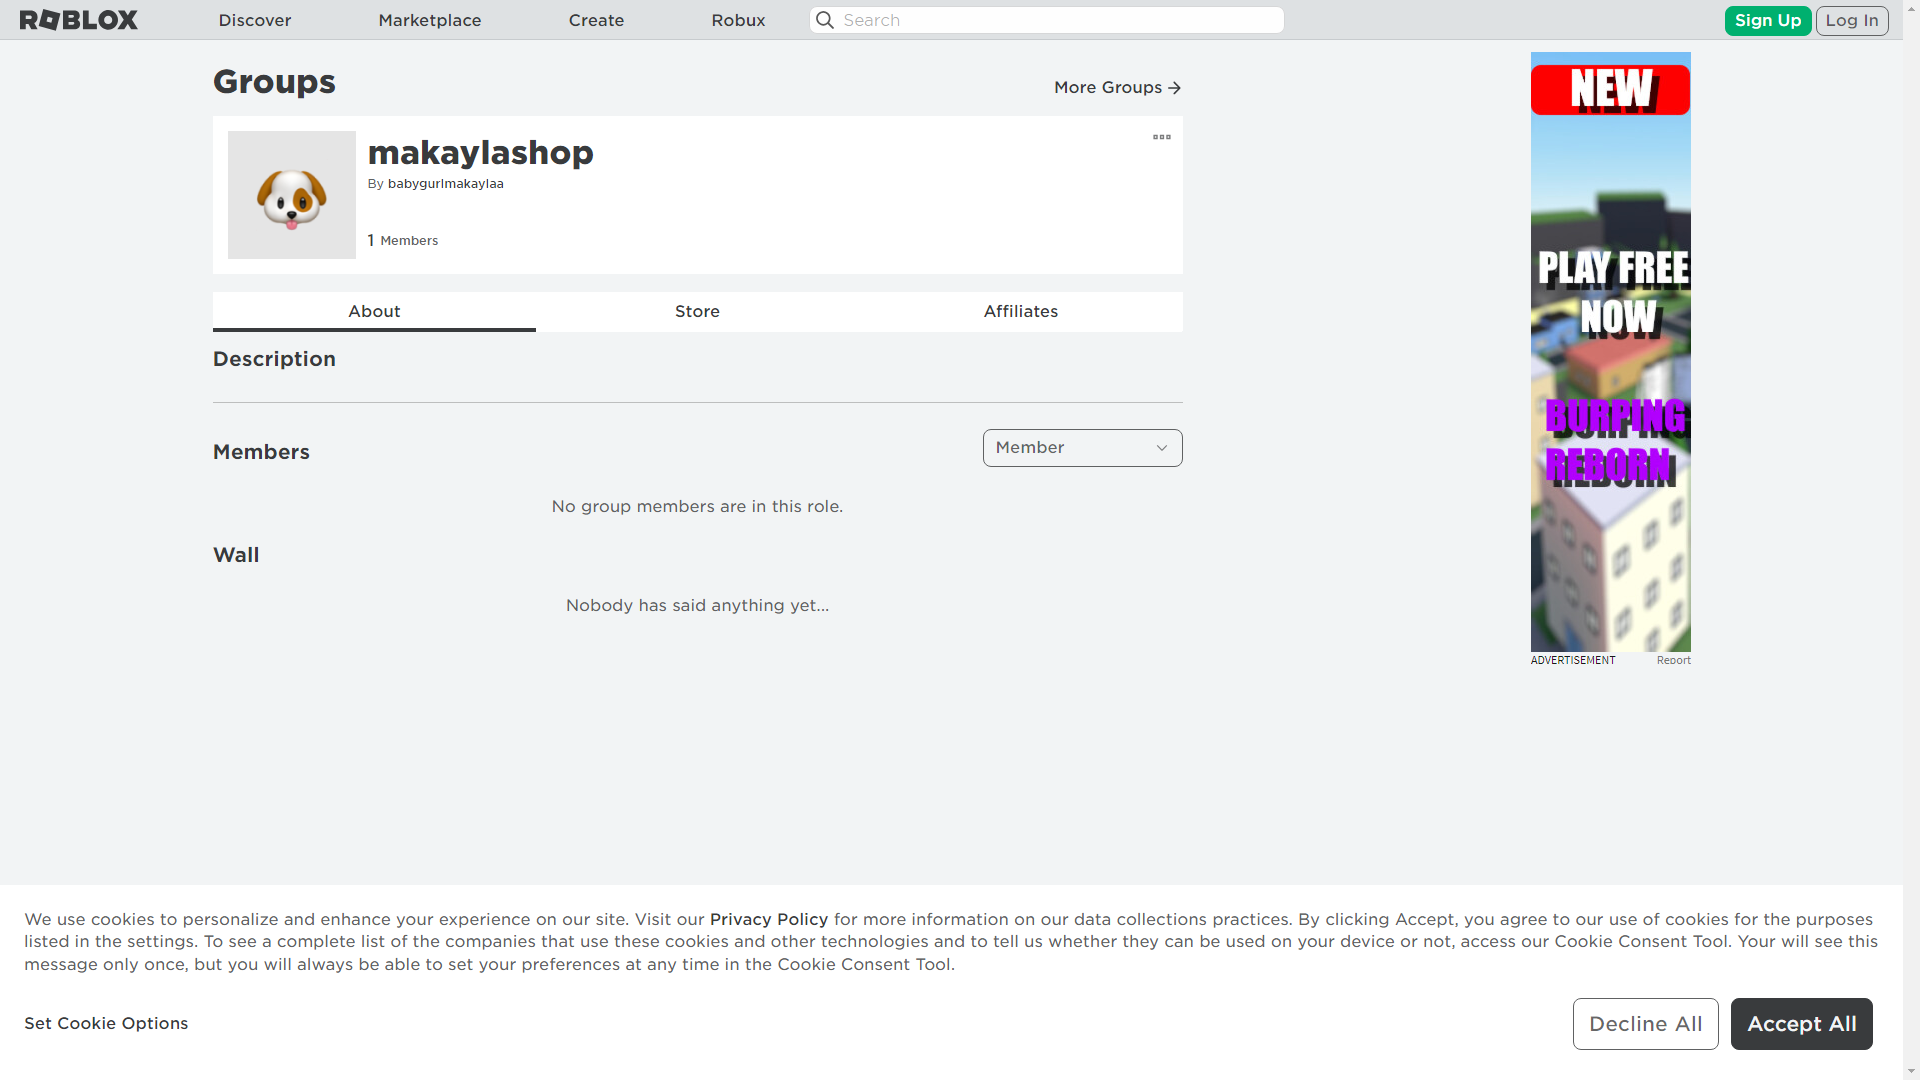 ROBLOX
Discover
Marketplace
Create
Robux
Search
Sign Up
Log In
Groups
More Groups
makaylashop
By babygurlmakaylaa
1 Members
About
Store
Affiliates
Description
Members
Member
No group members are in this role.
Wall
Nobody has said anything yet...
NEW
PLAY FREE
NOW
BURPING
REBORN
ADVERTISEMENT
Report
We use cookies to personalize and enhance your experience on our site. Visit our Privacy Policy for more information on our data collections practices. By clicking Accept, you agree to our use of cookies for the purposes
listed in the settings. To see a complete list of the companies that use these cookies and other technologies and to tell us whether they can be used on your device or not, access our Cookie Consent Tool. Your will see this
message only once, but you will always be able to set your preferences at any time in the Cookie Consent Tool.
Set Cookie Options
Decline All
Accept All